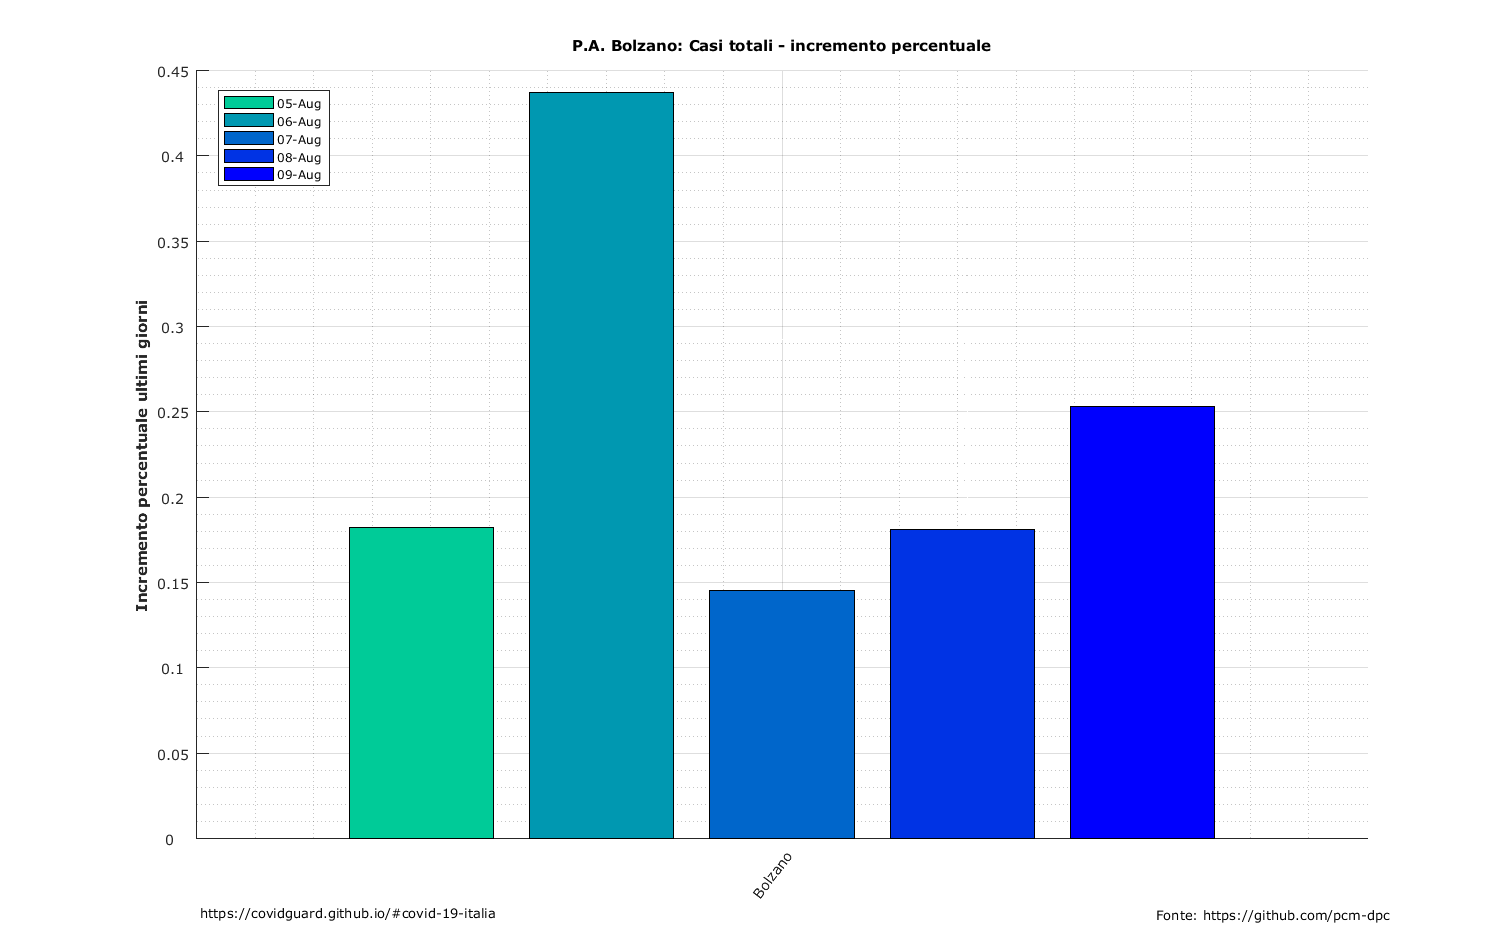 P.A. Bolzano: Casi totali - incremento percentuale
0.45
0.4
0.35
0.3
0.25
0.2
0.15
0.1
0.05
0
Incremento percentuale ultimi giorni
05-Aug
06-Aug
07-Aug
08-Aug
09-Aug
Bolzano
https://covidguard.github.io/#covid-19-italia
Fonte: https://github.com/pcm-dpc